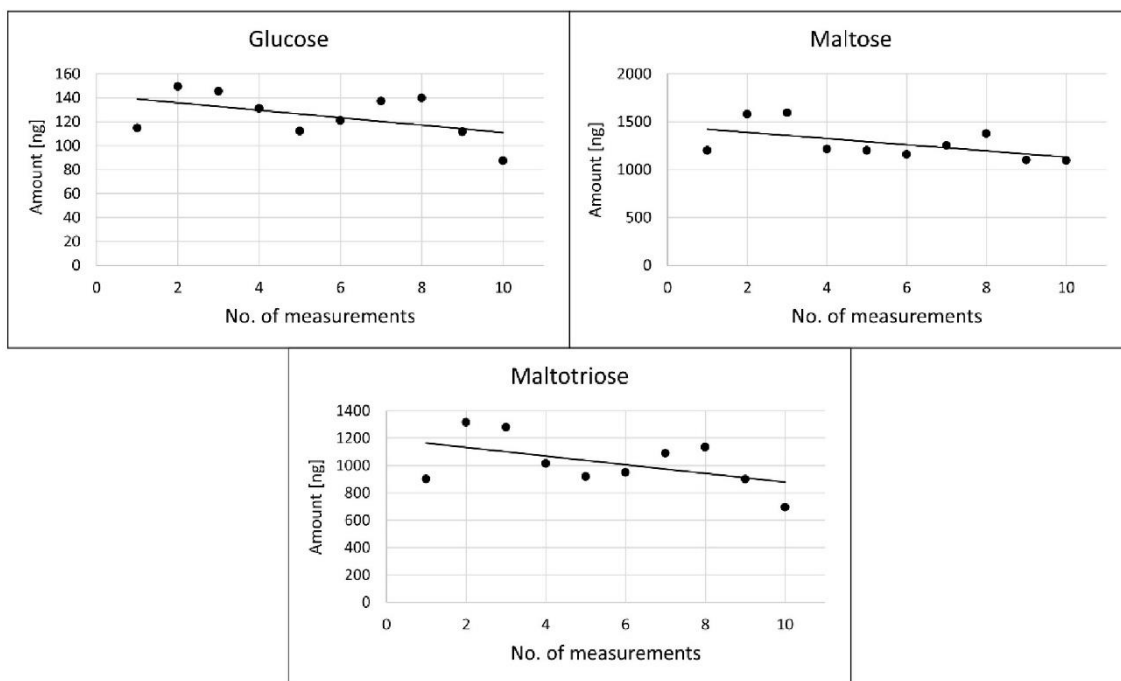 Glucose
Amount [ng]
160
140
120
100
80
60
40
20
0
0 2 4 6 8 10
No. of measurements
Maltose
Amount [ng]
2000
1500
1000
500
0
0 2 4 6 8 10
No. of measurements
Maltotriose
Amount [ng]
1400
1200
1000
800
600
400
200
0
0 2 4 6 8 10
No. of measurements